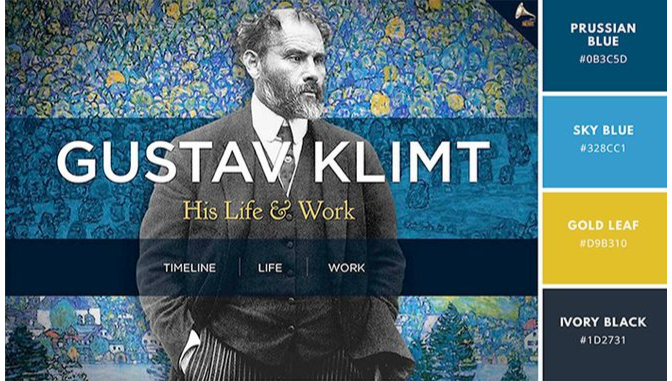 GUSTAV KLIMT
His Life & Work
TIMELINE
LIFE
WORK
PRUSSIAN
BLUE
#0B3C5D
SKY BLUE
#328CC1
GOLD LEAF
#D9B310
IVORY BLACK
#1D2731